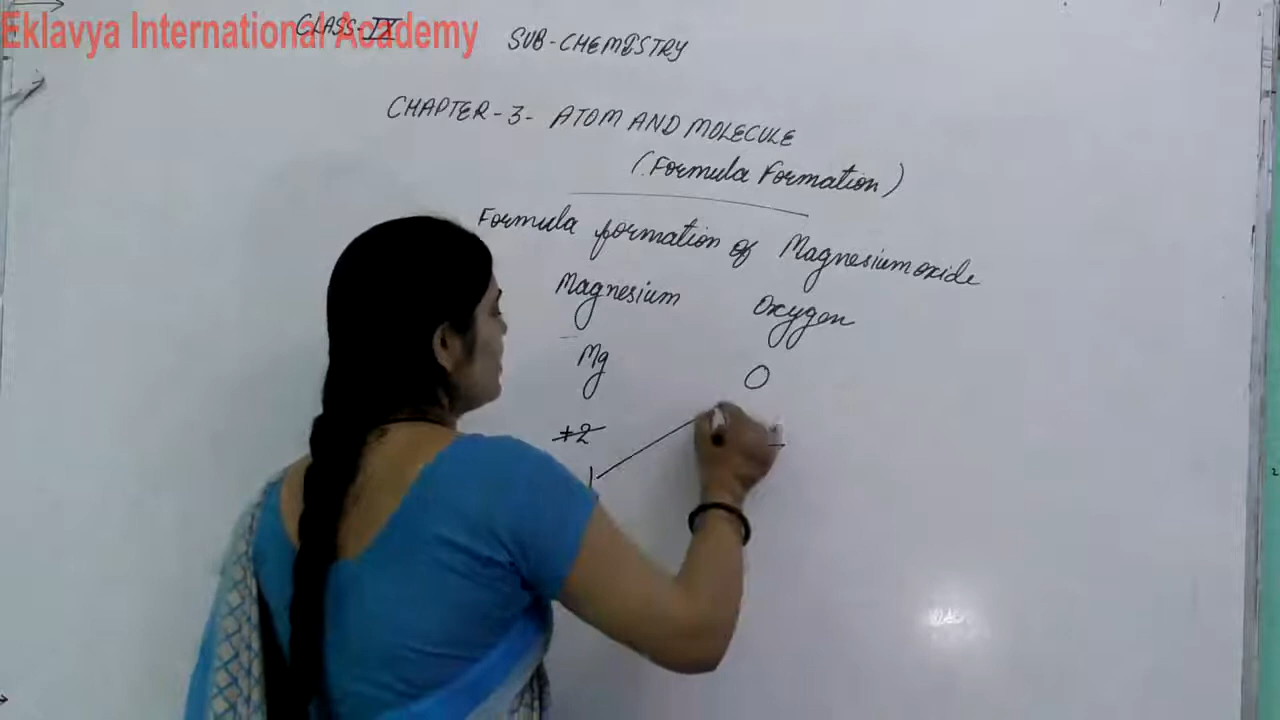 Eklavya International Academy
CLASS-IX
SUB-CHEMISTRY
CHAPTER-3- ATOM AND MOLECULE
(Formula Formation)
Formula formation of Magnesium oxide
Magnesium Oxygen
Mg O
+2
1